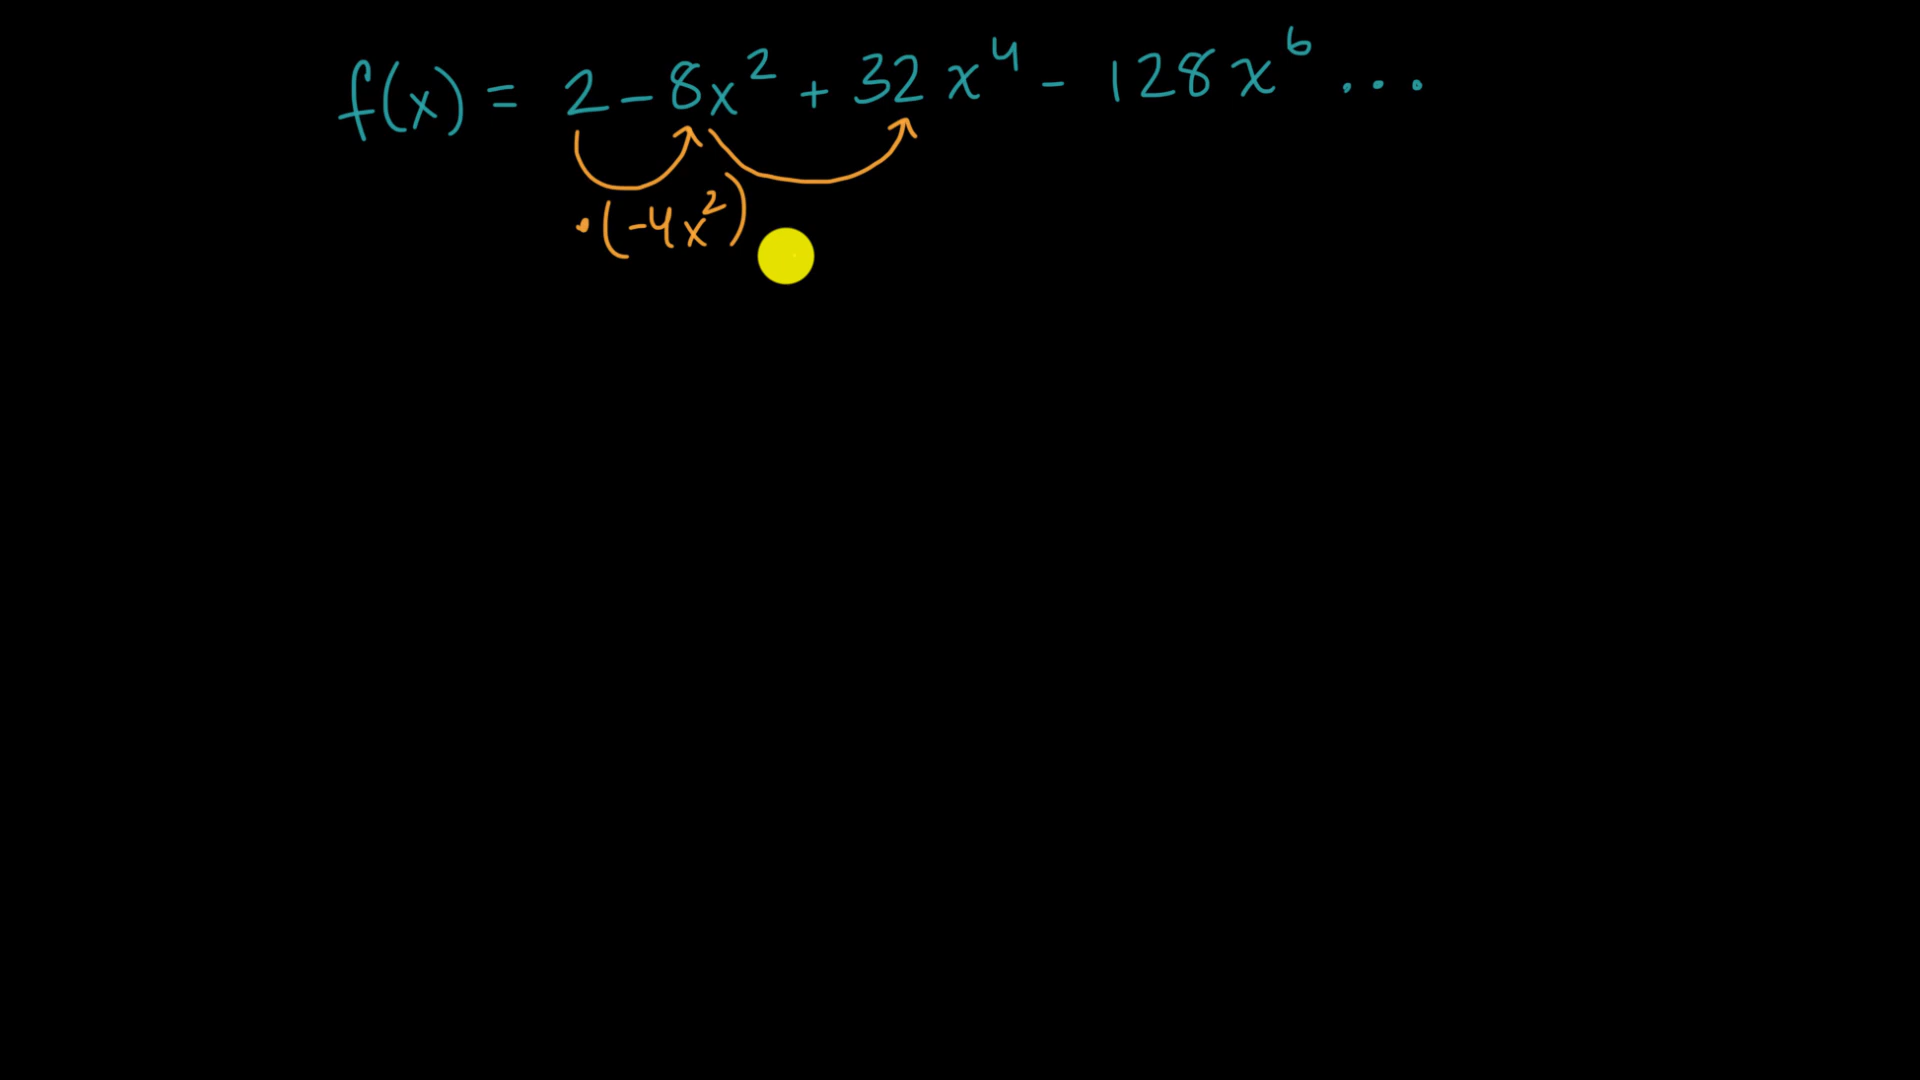 f(x) = 2 - 8x² + 32x⁴ - 128x⁶ ...
·(-4x²)